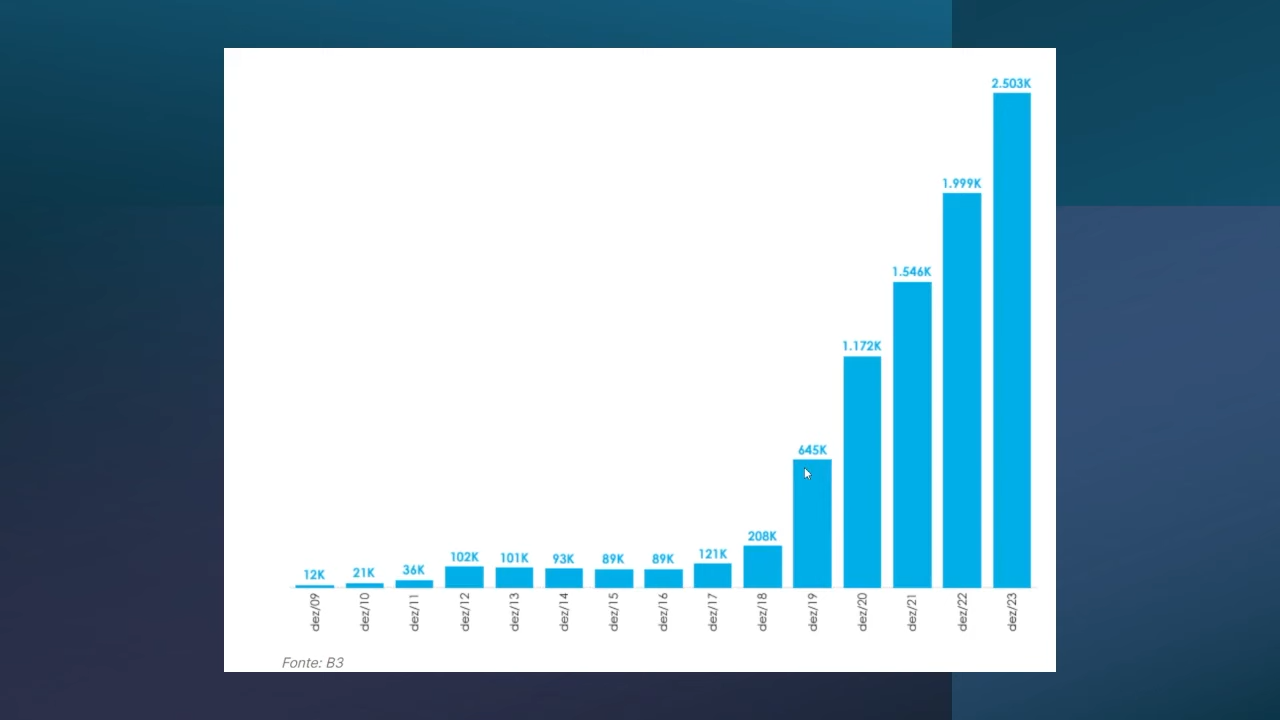 2.503K
1.999K
1.546K
1.172K
645K
208K
121K
102K
101K
93K
89K
89K
36K
21K
12K
dez/09
dez/10
dez/11
dez/12
dez/13
dez/14
dez/15
dez/16
dez/17
dez/18
dez/19
dez/20
dez/21
dez/22
dez/23
Fonte: B3